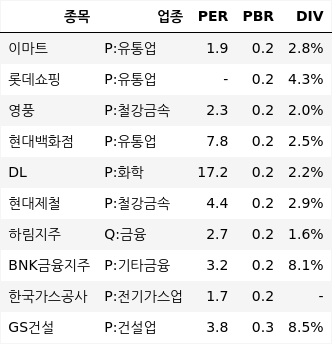 종목 업종 PER PBR DIV
이마트 P:유통업 1.9 0.2 2.8%
롯데쇼핑 P:유통업 - 0.2 4.3%
영풍 P:철강금속 2.3 0.2 2.0%
현대백화점 P:유통업 7.8 0.2 2.5%
DL P:화학 17.2 0.2 2.2%
현대제철 P:철강금속 4.4 0.2 2.9%
하림지주 Q:금융 2.7 0.2 1.6%
BNK금융지주 P:기타금융 3.2 0.2 8.1%
한국가스공사 P:전기가스업 1.7 0.2 -
GS건설 P:건설업 3.8 0.3 8.5%